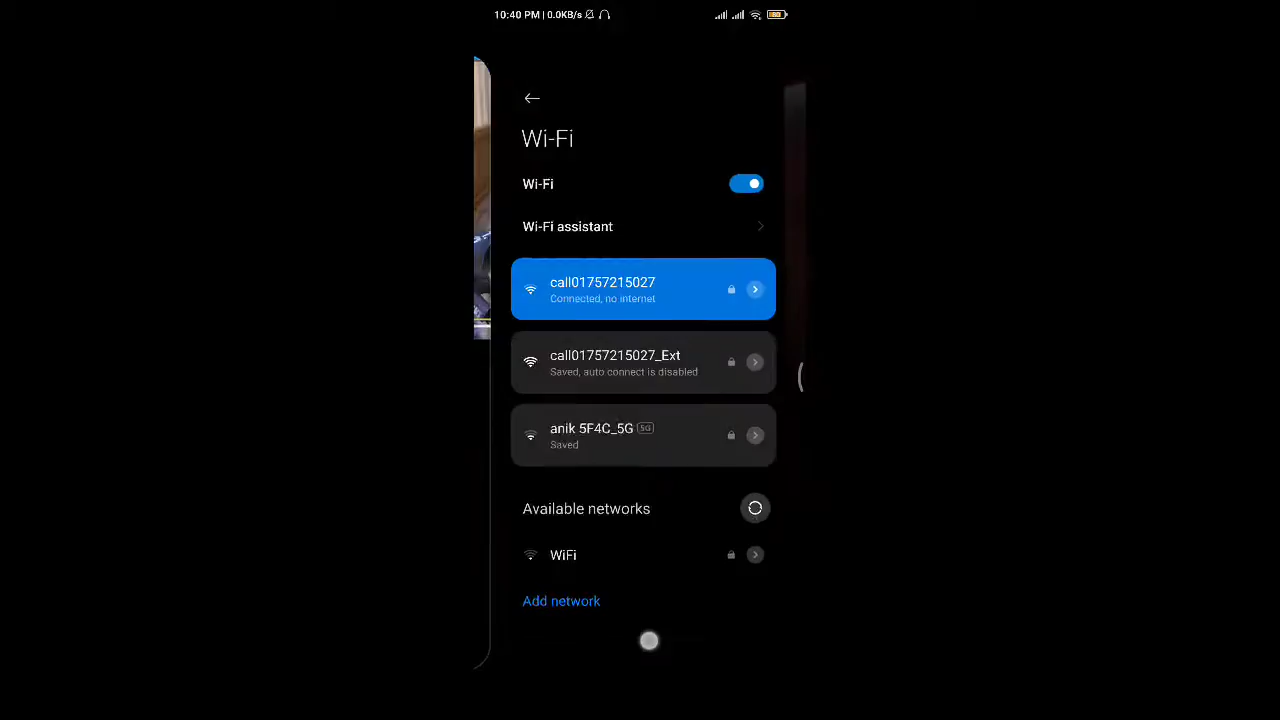 10:40 PM | 0.0KB/s
80
Wi-Fi
Wi-Fi
Wi-Fi assistant
call01757215027
Connected, no internet
call01757215027_Ext
Saved, auto connect is disabled
anik 5F4C_5G 5G
Saved
Available networks
WiFi
Add network